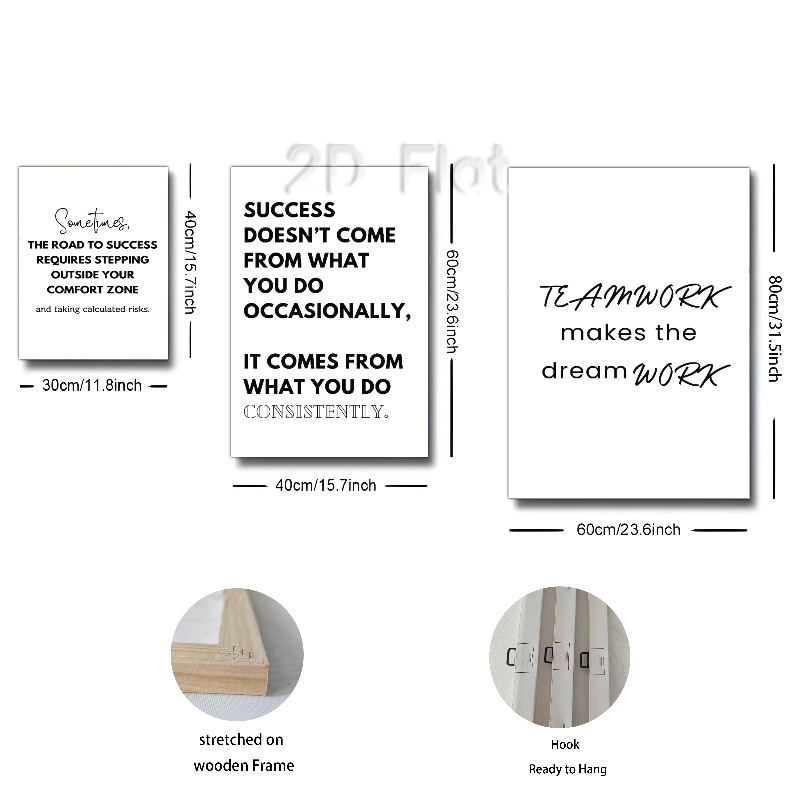 2D Flat
Sometimes,
THE ROAD TO SUCCESS
REQUIRES STEPPING
OUTSIDE YOUR
COMFORT ZONE
and taking calculated risks.
40cm/15.7inch
30cm/11.8inch
SUCCESS
DOESN'T COME
FROM WHAT
YOU DO
OCCASIONALLY,
IT COMES FROM
WHAT YOU DO
CONSISTENTLY.
60cm/23.6inch
40cm/15.7inch
TEAMWORK
makes the
dream WORK
80cm/31.5inch
60cm/23.6inch
stretched on
wooden Frame
Hook
Ready to Hang